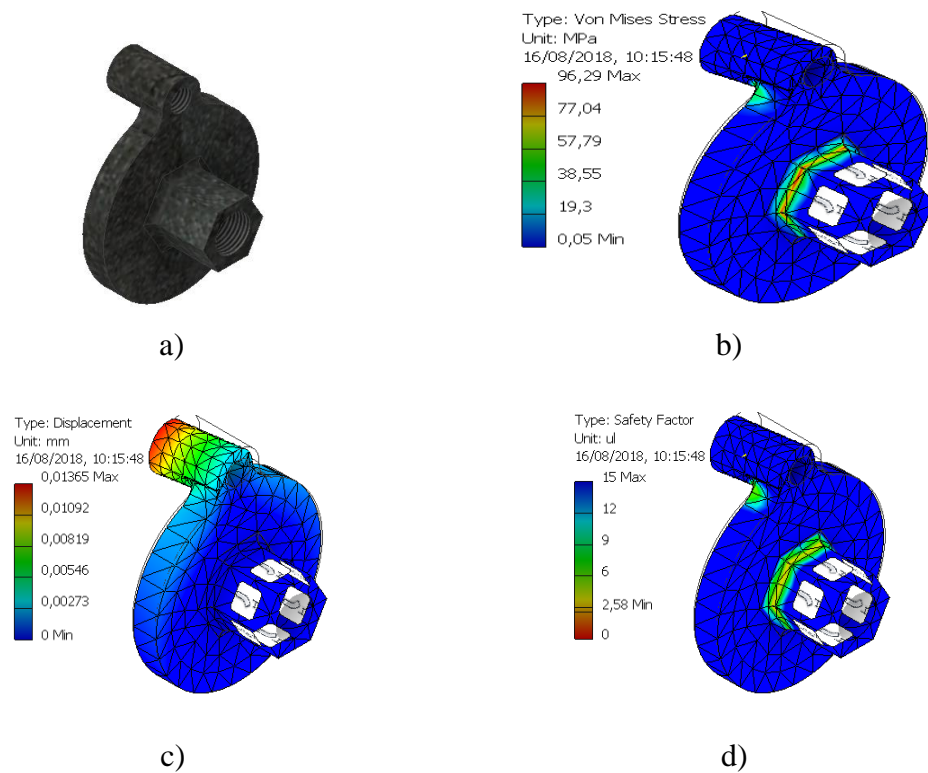 a)
Type: Von Mises Stress
Unit: MPa
16/08/2018, 10:15:48
96,29 Max
77,04
57,79
38,55
19,3
0,05 Min
b)
Type: Displacement
Unit: mm
16/08/2018, 10:15:48
0,01365 Max
0,01092
0,00819
0,00546
0,00273
0 Min
c)
Type: Safety Factor
Unit: ul
16/08/2018, 10:15:48
15 Max
12
9
6
2,58 Min
0
d)